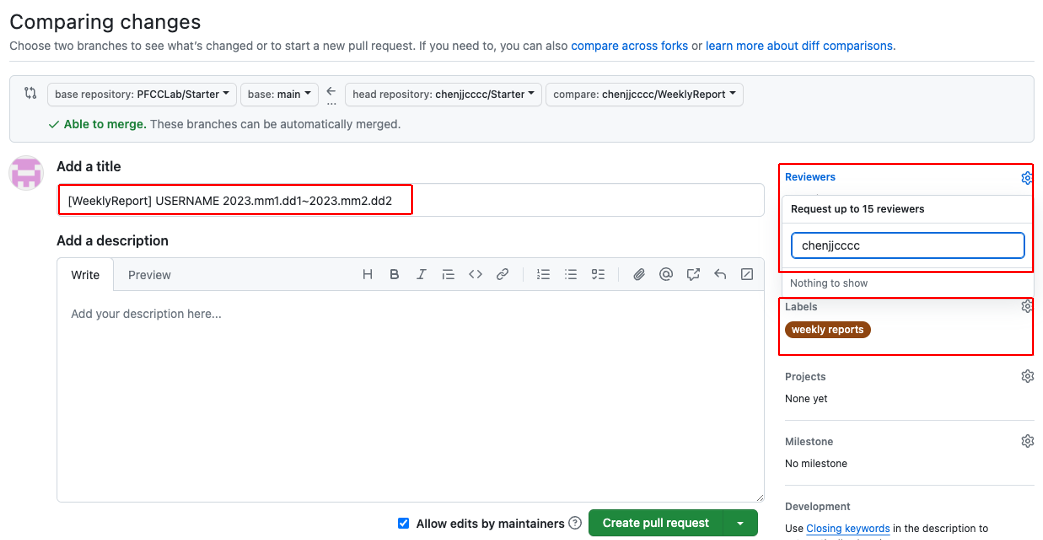 Comparing changes
Choose two branches to see what's changed or to start a new pull request. If you need to, you can also compare across forks or learn more about diff comparisons.
base repository: PFCCLab/Starter base: main ... head repository: chenjjcccc/Starter compare: chenjjcccc/WeeklyReport
Able to merge. These branches can be automatically merged.
Add a title
[WeeklyReport] USERNAME 2023.mm1.dd1~2023.mm2.dd2
Add a description
Write Preview
Add your description here...
Allow edits by maintainers
Create pull request
Reviewers
Request up to 15 reviewers
chenjjcccc
Nothing to show
Labels
weekly reports
Projects
None yet
Milestone
No milestone
Development
Use Closing keywords in the description to